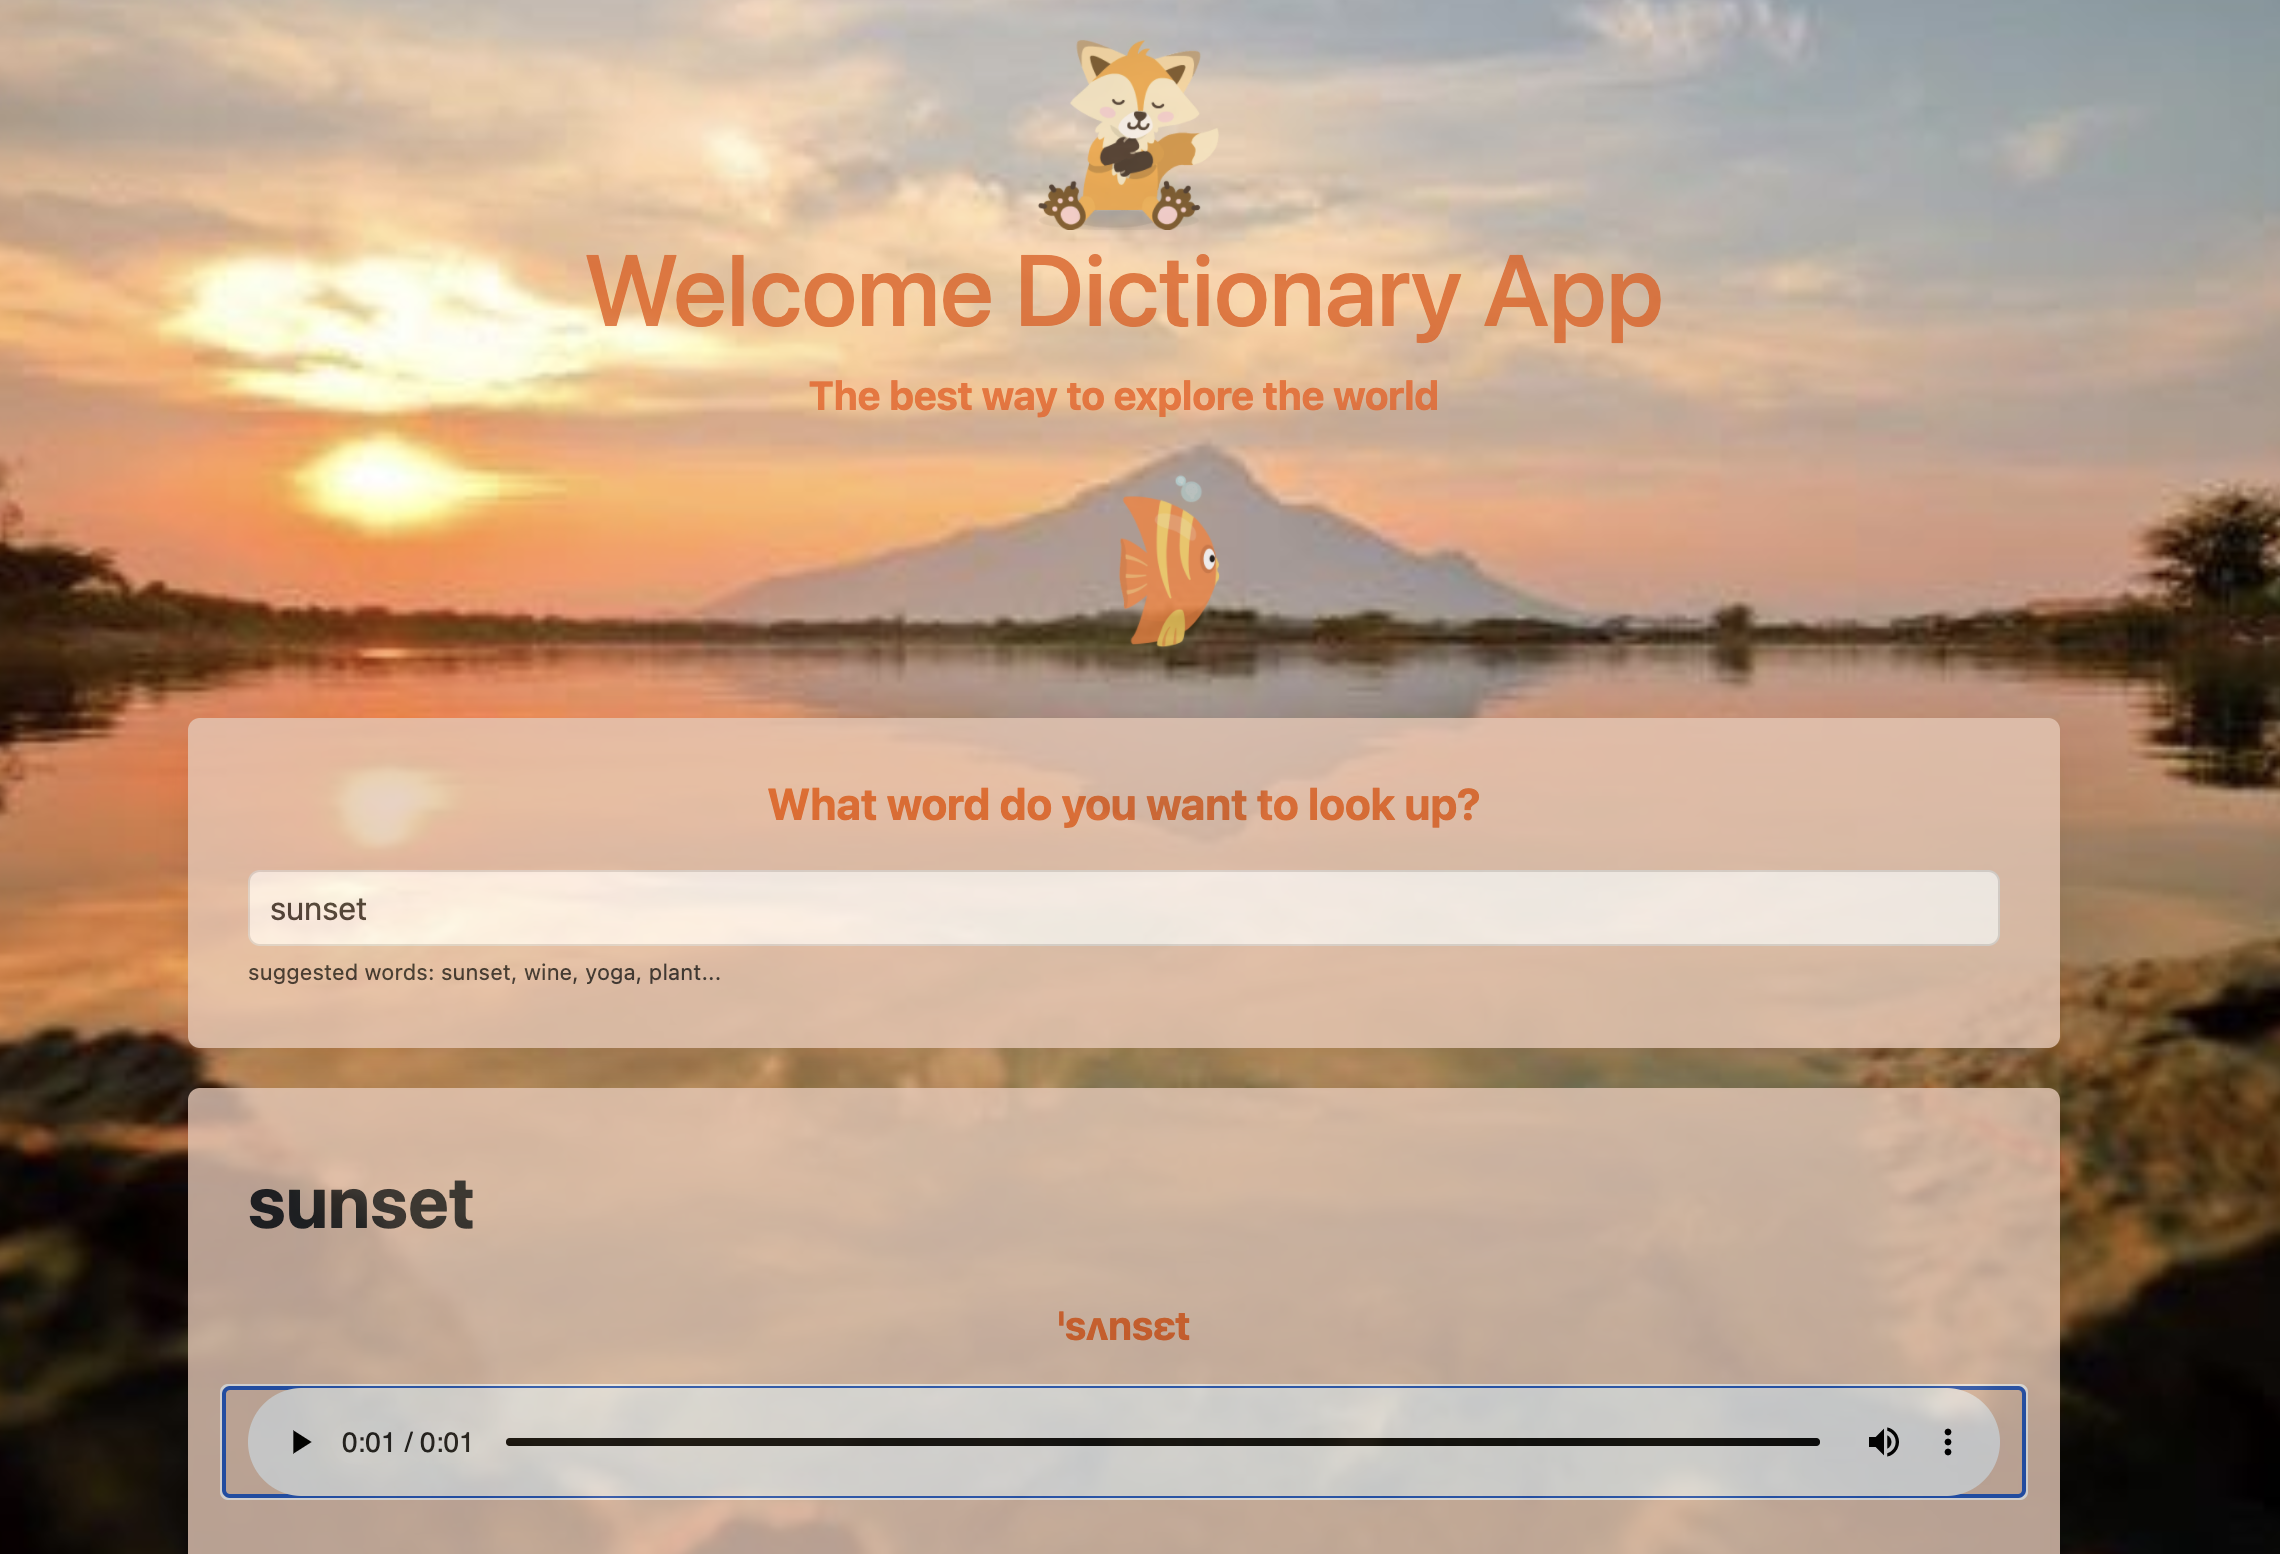 Welcome Dictionary App
The best way to explore the world
What word do you want to look up?
sunset
suggested words: sunset, wine, yoga, plant...
sunset
ˈsʌnsɛt
0:01 / 0:01